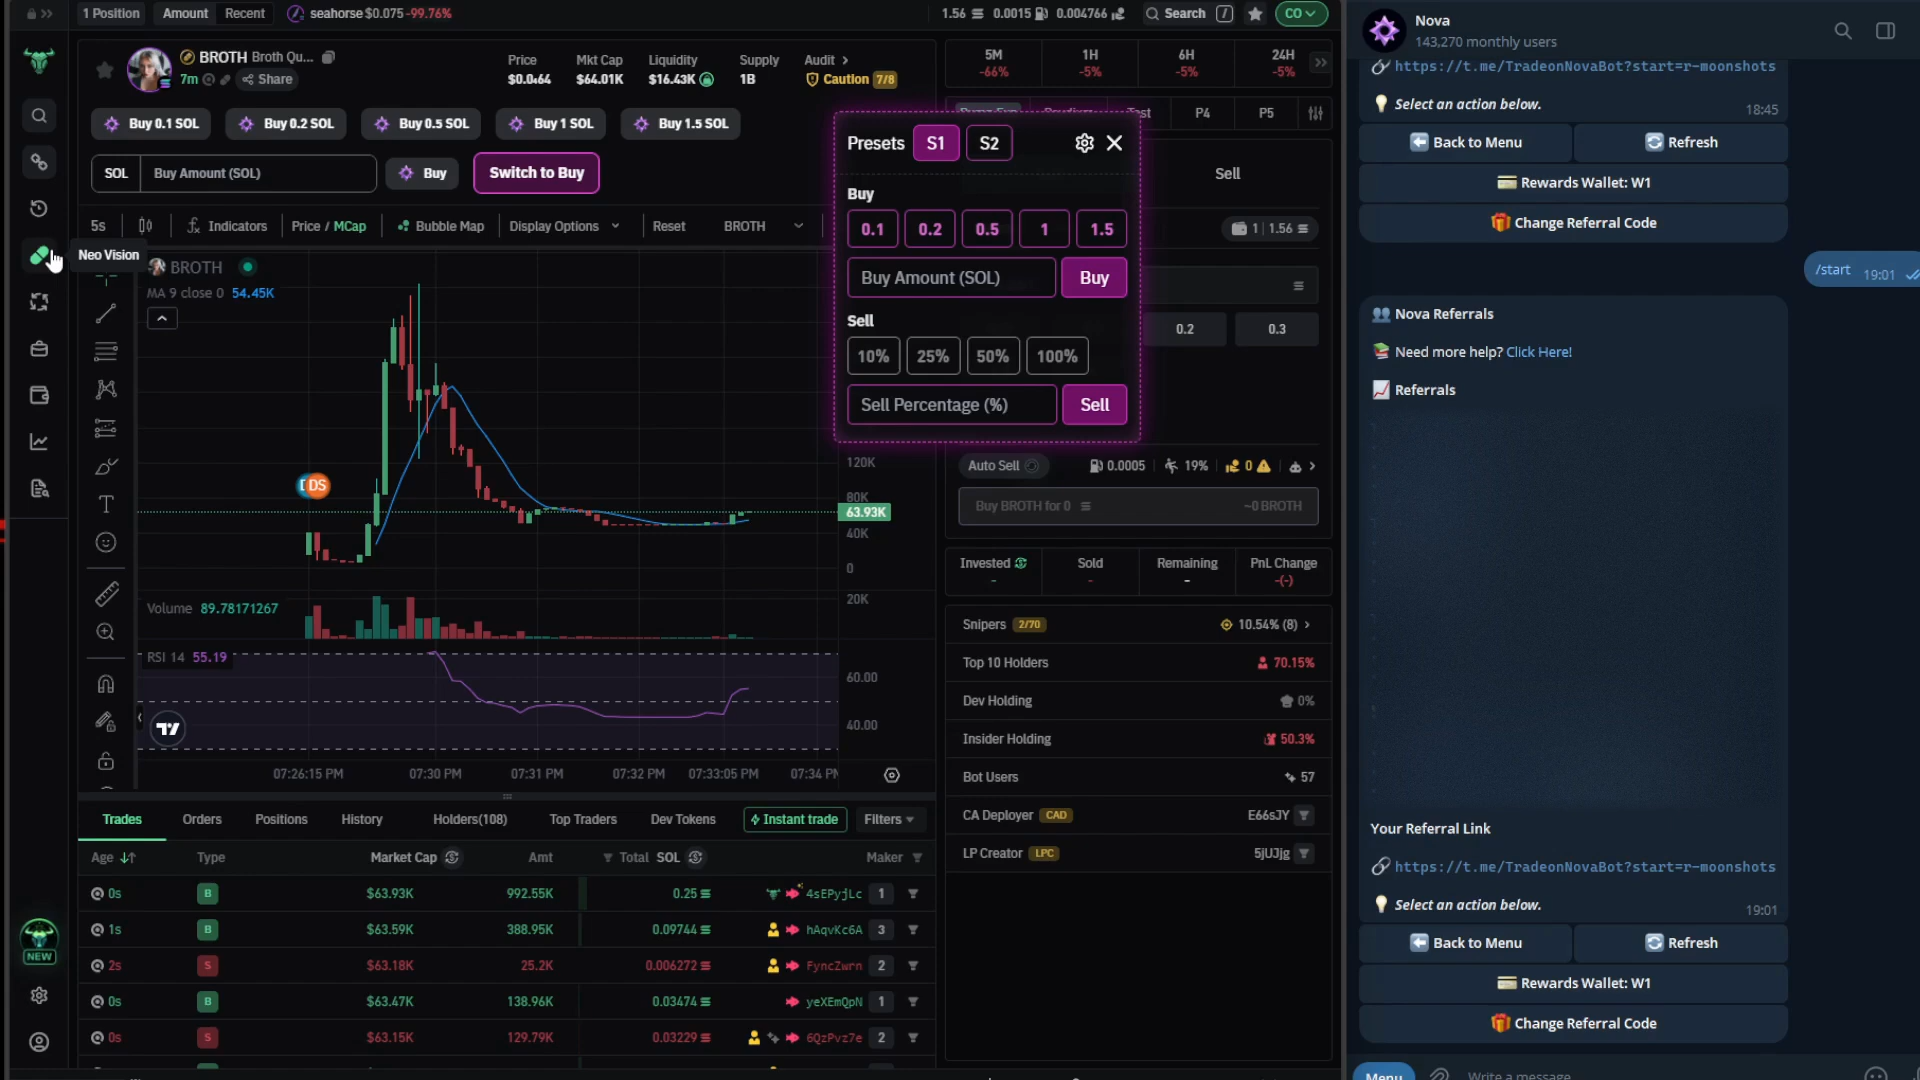 1 Position
Amount
Recent
seahorse $0.075 -99.76%
1.56
0.0015
0.004766
Search
/
CO
BROTH Broth Qu...
7m
Share
Price
$0.0₄64
Mkt Cap
$64.01K
Liquidity
$16.43K
Supply
1B
Audit
Caution 7/8
Buy 0.1 SOL
Buy 0.2 SOL
Buy 0.5 SOL
Buy 1 SOL
Buy 1.5 SOL
SOL
Buy Amount (SOL)
Buy
Switch to Buy
5s
Indicators
Price / MCap
Bubble Map
Display Options
Reset
BROTH
Neo Vision
BROTH
MA 9 close 0 54.45K
DS
120K
80K
63.93K
40K
0
Volume 89.78171267
20K
RSI 14 55.19
60.00
40.00
07:26:15 PM
07:30 PM
07:31 PM
07:32 PM
07:33:05 PM
07:34 PM
Trades
Orders
Positions
History
Holders(108)
Top Traders
Dev Tokens
Instant trade
Filters
Age
Type
Market Cap
Amt
Total SOL
Maker
0s B $63.93K 992.55K 0.25 4sEPyjLc 1
1s B $63.59K 388.95K 0.09744 hAqvKc6A 3
2s S $63.18K 25.2K 0.006272 FyncZwrn 2
0s B $63.47K 138.96K 0.03474 yeXEmQpN 1
0s S $63.15K 129.79K 0.03229 6QzPvz7e 2
NEW
5M
-66%
1H
-5%
6H
-5%
24H
-5%
P4
P5
Presets S1 S2
Buy
0.1 0.2 0.5 1 1.5
Buy Amount (SOL)
Buy
Sell
10% 25% 50% 100%
Sell Percentage (%)
Sell
Sell
1 | 1.56
0.2
0.3
Auto Sell
0.0005
19%
0
Buy BROTH for 0
~0 BROTH
Invested
-
Sold
-
Remaining
-
PnL Change
-(-)
Snipers 2/70 10.54% (8)
Top 10 Holders 70.15%
Dev Holding 0%
Insider Holding 50.3%
Bot Users 57
CA Deployer CAD E66sJY
LP Creator LPC 5jUJjg
Nova
143,270 monthly users
https://t.me/TradeonNovaBot?start=r-moonshots
Select an action below.
18:45
Back to Menu
Refresh
Rewards Wallet: W1
Change Referral Code
/start 19:01
Nova Referrals
Need more help? Click Here!
Referrals
Your Referral Link
https://t.me/TradeonNovaBot?start=r-moonshots
Select an action below.
19:01
Back to Menu
Refresh
Rewards Wallet: W1
Change Referral Code
Menu
Write a message...